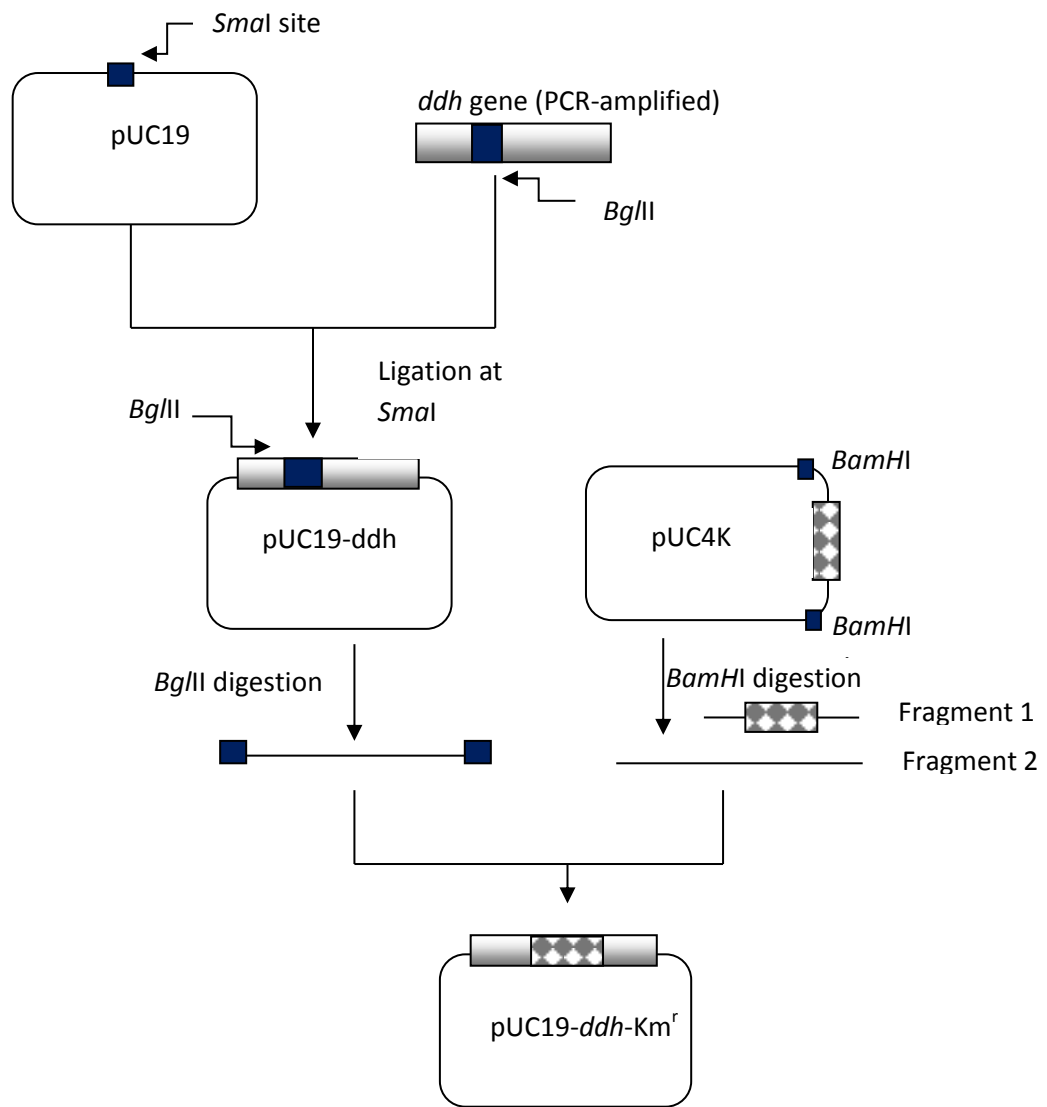 SmaI site
pUC19
ddh gene (PCR-amplified)
BglII
Ligation at
SmaI
BglII
pUC19-ddh
BamHI
pUC4K
BamHI
BglII digestion
BamHI digestion
Fragment 1
Fragment 2
pUC19-ddh-Kmʳ